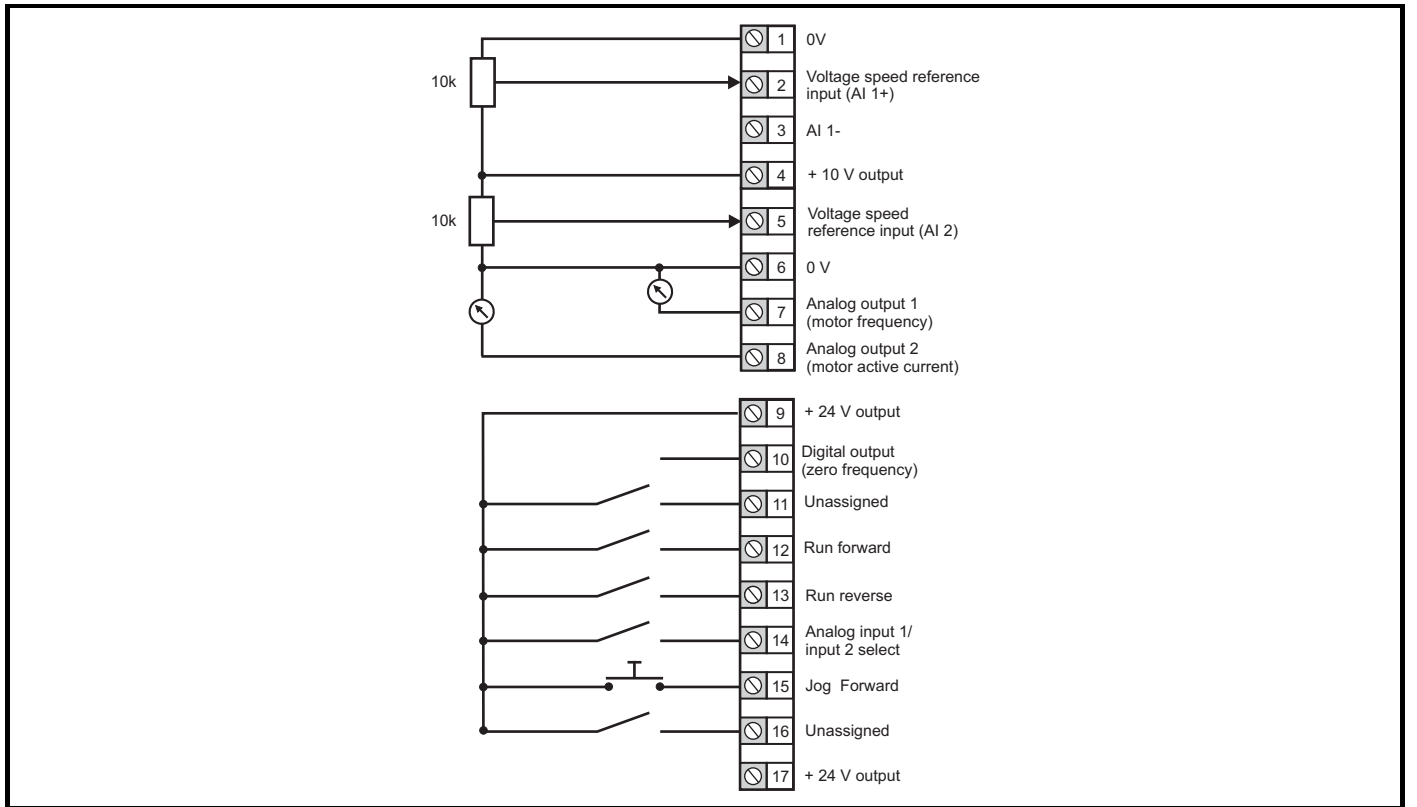 1 0V
10k
2 Voltage speed reference
input (AI 1+)
3 AI 1-
4 + 10 V output
10k
5 Voltage speed
reference input (AI 2)
6 0 V
7 Analog output 1
(motor frequency)
8 Analog output 2
(motor active current)
9 + 24 V output
10 Digital output
(zero frequency)
11 Unassigned
12 Run forward
13 Run reverse
14 Analog input 1/
input 2 select
15 Jog Forward
16 Unassigned
17 + 24 V output